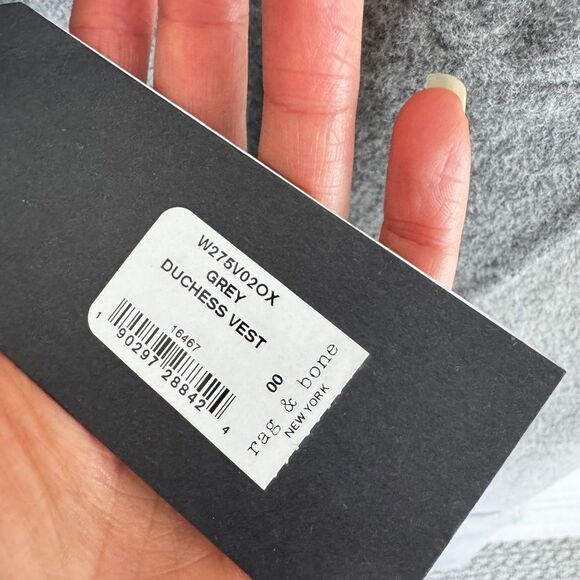 W275V02OX
GREY
DUCHESS VEST
16467
1 90297 28842 4
00
rag & bone
NEW YORK